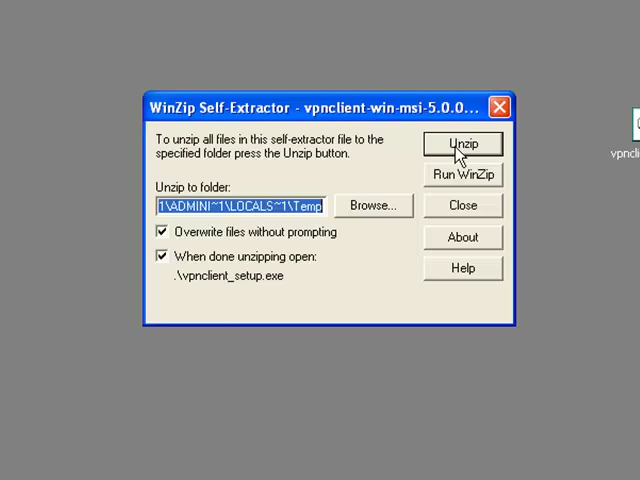 WinZip Self-Extractor - vpnclient-win-msi-5.0.0...
To unzip all files in this self-extractor file to the
specified folder press the Unzip button.
Unzip to folder:
1\ADMINI~1\LOCALS~1\Temp
Browse...
Overwrite files without prompting
When done unzipping open:
.\vpnclient_setup.exe
Unzip
Run WinZip
Close
About
Help
vpncli